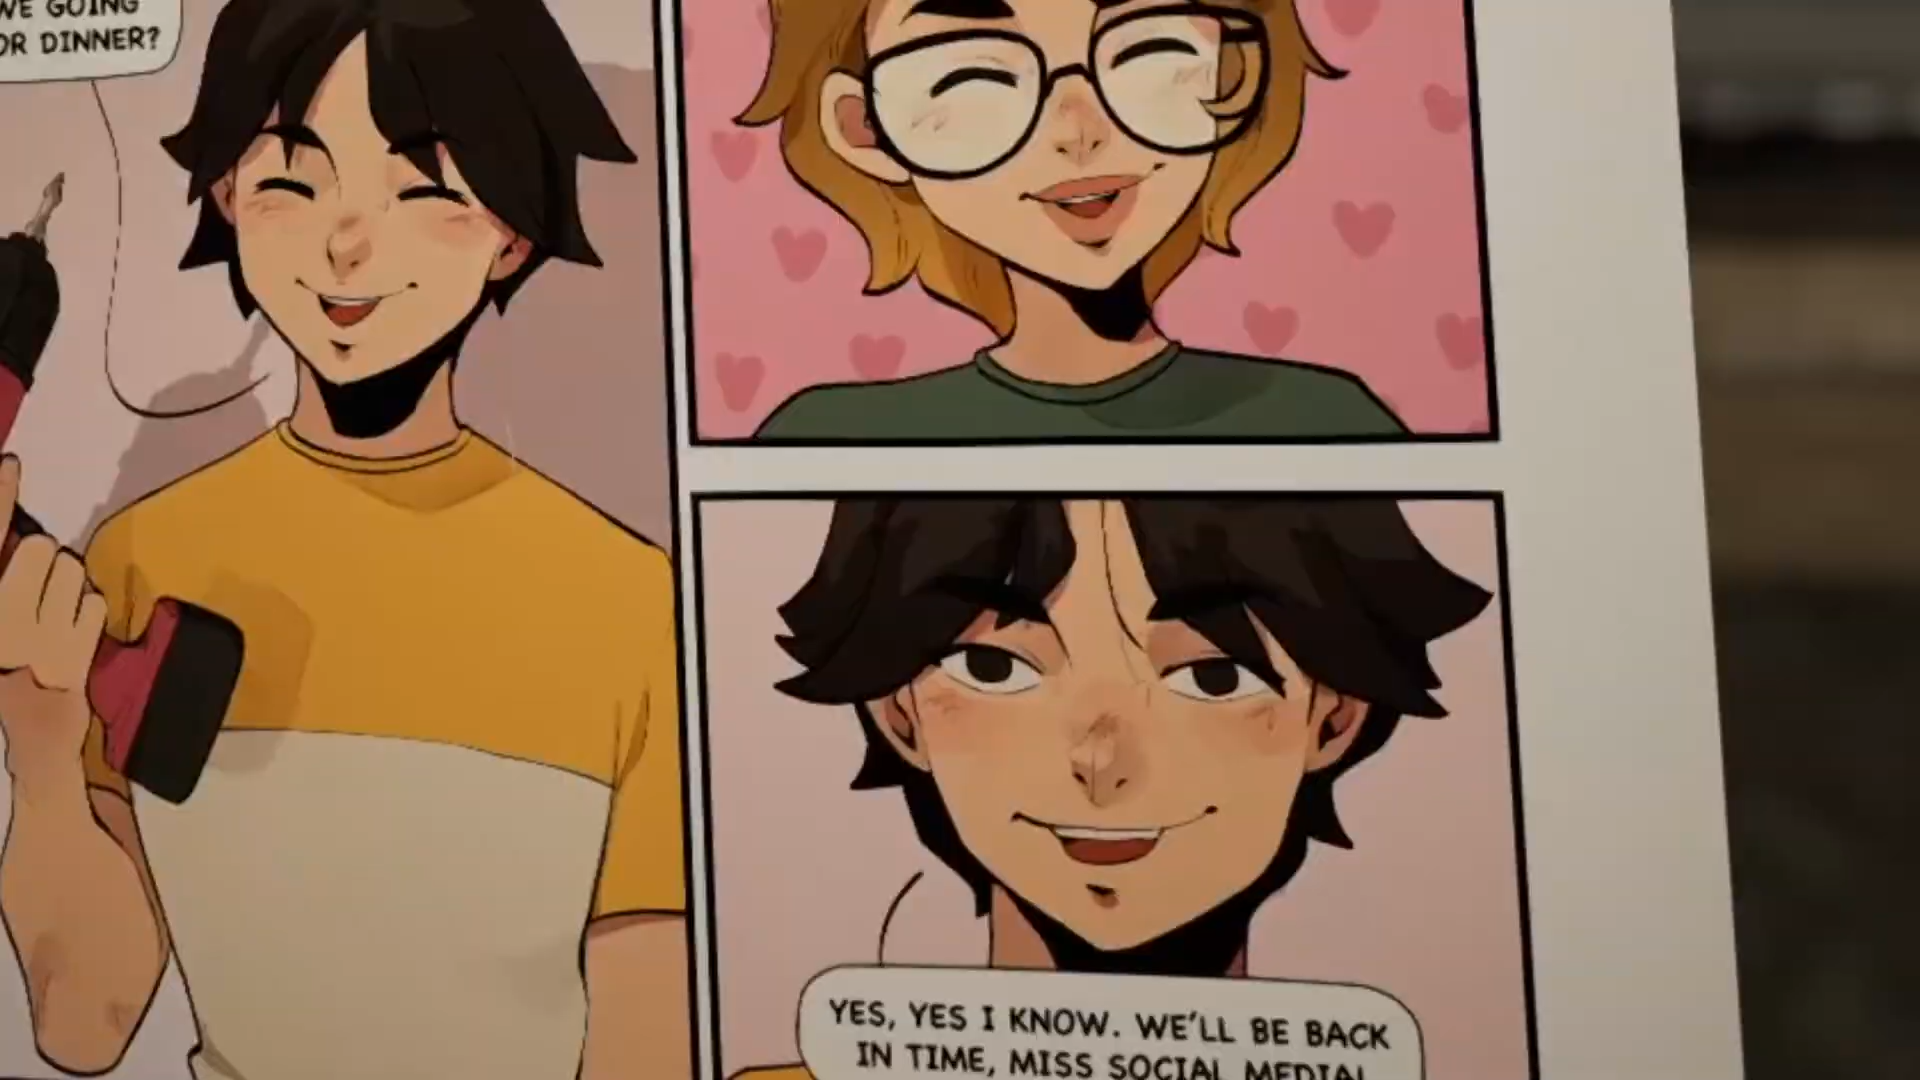 WE GOING
OR DINNER?
YES, YES I KNOW. WE'LL BE BACK
IN TIME, MISS SOCIAL MEDIA!